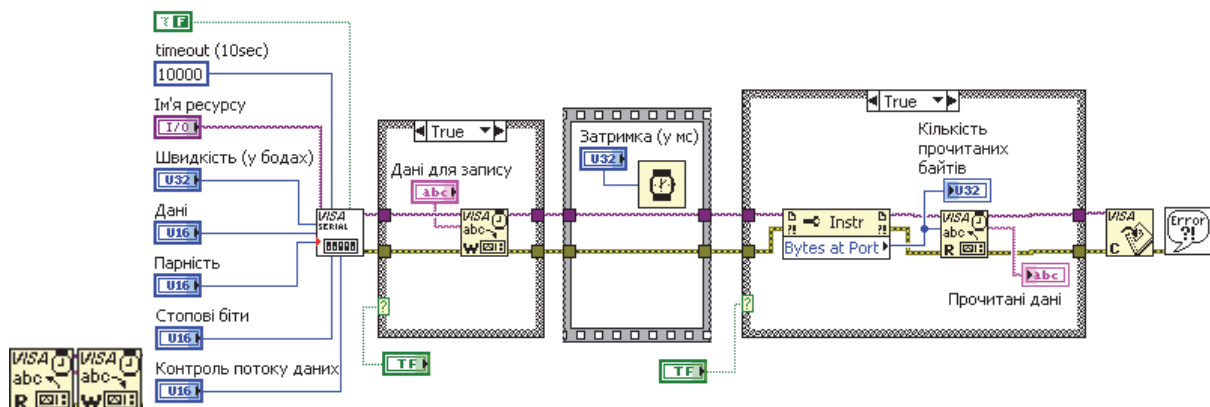 T F
timeout (10sec)
10000
Ім'я ресурсу
I/O
Швидкість (у бодах)
U32
Дані
U16
Парність
U16
Стопові біти
U16
Контроль потоку даних
U16
VISA
SERIAL
True
Дані для запису
abc
VISA
abc
W
?
TF
Затримка (у мс)
U32
True
Кількість
прочитаних
байтів
U32
?! Instr ?!
Bytes at Port
VISA
abc
R
abc
Прочитані дані
?
TF
VISA
C
Error
?!
VISA
abc
R
VISA
abc
W